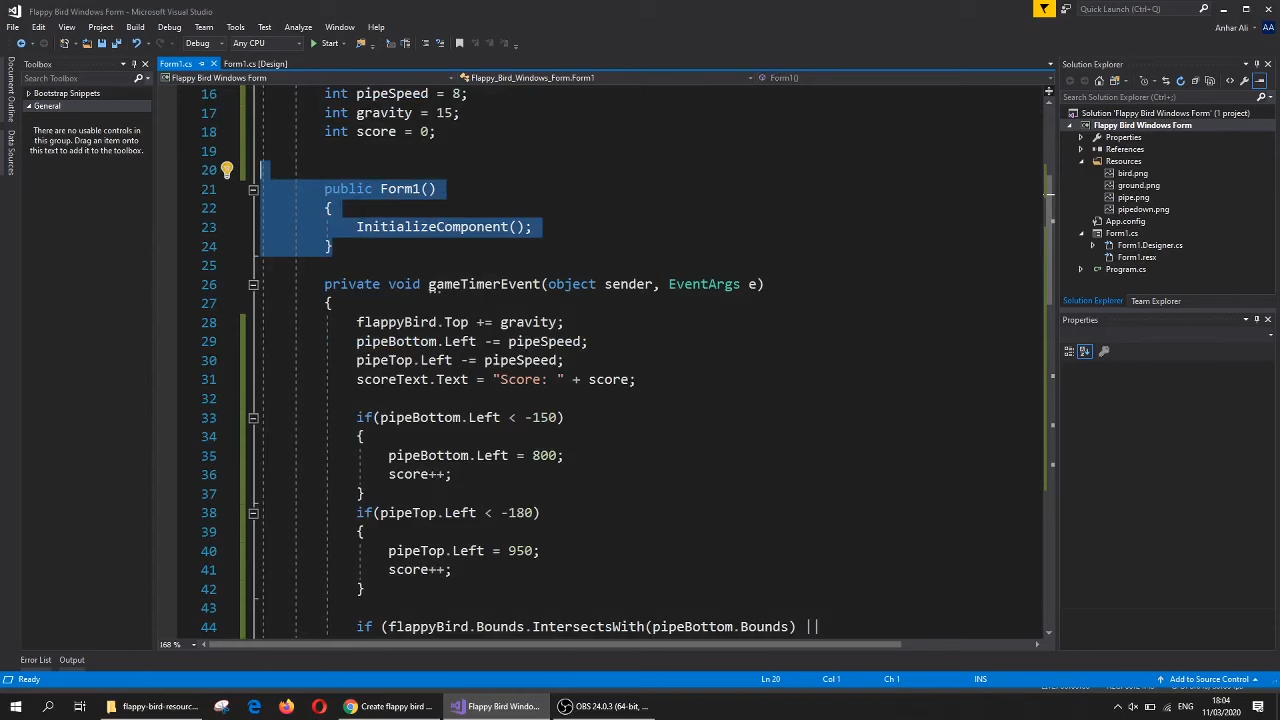 Flappy Bird Windows Form - Microsoft Visual Studio
Quick Launch (Ctrl+Q)
File Edit View Project Build Debug Team Tools Test Analyze Window Help
Anhar Ali AA
Debug Any CPU Start
Document Outline
Data Sources
Toolbox
Search Toolbox
Bootstrap Snippets
General
There are no usable controls in
this group. Drag an item onto
this text to add it to the toolbox.
Form1.cs Form1.cs [Design]
Flappy Bird Windows Form Flappy_Bird_Windows_Form.Form1 Form1()
16 int pipeSpeed = 8;
17 int gravity = 15;
18 int score = 0;
19
20
21 public Form1()
22 {
23 InitializeComponent();
24 }
25
26 private void gameTimerEvent(object sender, EventArgs e)
27 {
28 flappyBird.Top += gravity;
29 pipeBottom.Left -= pipeSpeed;
30 pipeTop.Left -= pipeSpeed;
31 scoreText.Text = "Score: " + score;
32
33 if(pipeBottom.Left < -150)
34 {
35 pipeBottom.Left = 800;
36 score++;
37 }
38 if(pipeTop.Left < -180)
39 {
40 pipeTop.Left = 950;
41 score++;
42 }
43
44 if (flappyBird.Bounds.IntersectsWith(pipeBottom.Bounds) ||
168 %
Solution Explorer
Search Solution Explorer (Ctrl+;)
Solution 'Flappy Bird Windows Form' (1 project)
Flappy Bird Windows Form
Properties
References
Resources
bird.png
ground.png
pipe.png
pipedown.png
App.config
Form1.cs
Form1.Designer.cs
Form1.resx
Program.cs
Solution Explorer Team Explorer
Properties
Error List Output
Ready Ln 20 Col 1 Ch 1 INS Add to Source Control
flappy-bird-resourc... Create flappy bird ... Flappy Bird Windo... OBS 24.0.3 (64-bit, ...
ENG
18:04
11/03/2020